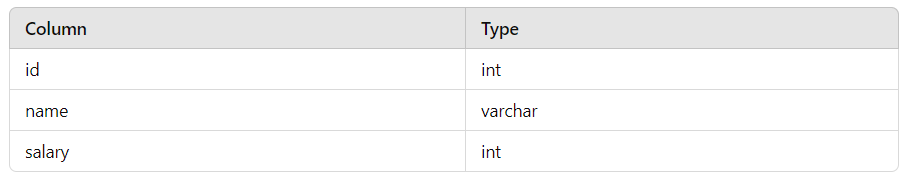 Column Type
id int
name varchar
salary int